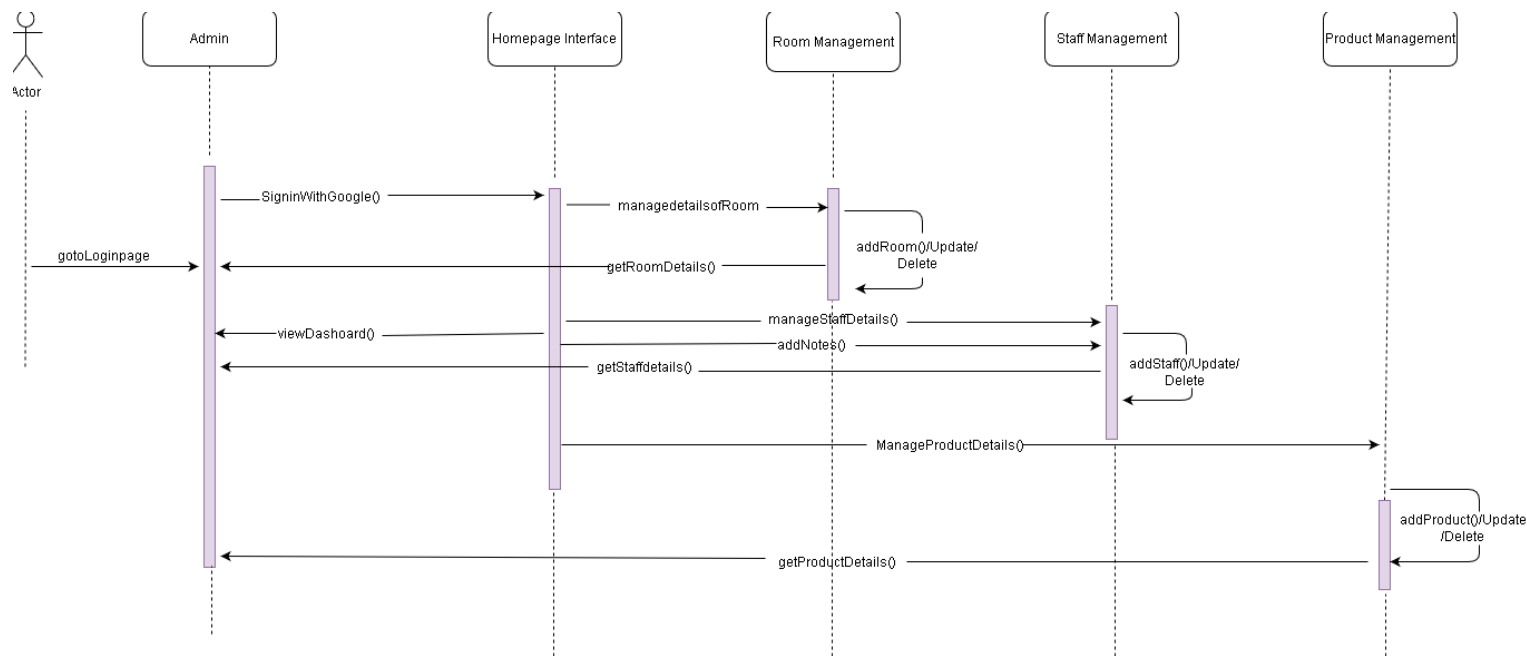 Admin
Homepage Interface
Room Management
Staff Management
Product Management
Actor
SigninWithGoogle()
managedetailsofRoom
addRoom()/Update/
Delete
gotoLoginpage
getRoomDetails()
manageStaffDetails()
viewDashoard()
addNotes()
getStaffdetails()
addStaff()/Update/
Delete
ManageProductDetails()
addProduct()/Update
/Delete
getProductDetails()